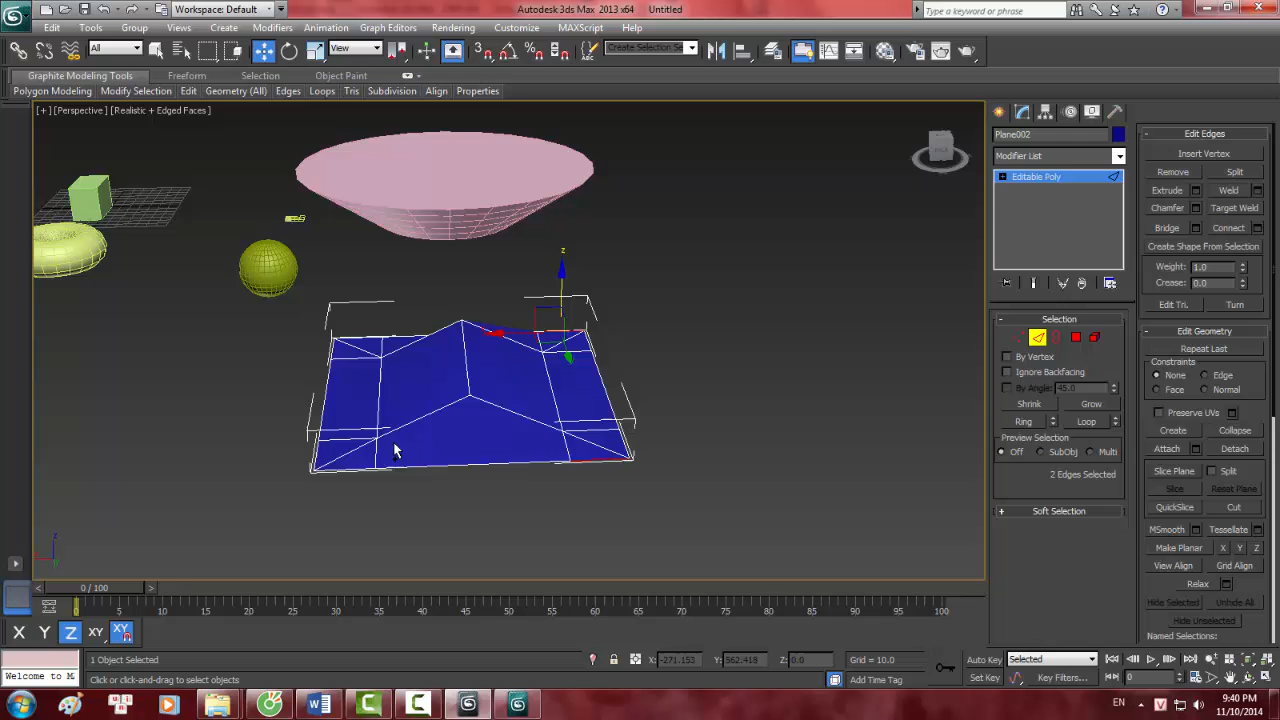 Workspace: Default
Autodesk 3ds Max 2013 x64
Untitled
Type a keyword or phrase
Edit
Tools
Group
Views
Create
Modifiers
Animation
Graph Editors
Rendering
Customize
MAXScript
Help
All
View
Create Selection Se
Graphite Modeling Tools
Freeform
Selection
Object Paint
Polygon Modeling
Modify Selection
Edit
Geometry (All)
Edges
Loops
Tris
Subdivision
Align
Properties
[+] [Perspective] [Realistic + Edged Faces]
Plane002
Modifier List
Editable Poly
Selection
By Vertex
Ignore Backfacing
By Angle: 45.0
Shrink Grow
Ring Loop
Preview Selection
Off SubObj Multi
2 Edges Selected
Soft Selection
Edit Edges
Insert Vertex
Remove Split
Extrude Weld
Chamfer Target Weld
Bridge Connect
Create Shape From Selection
Weight: 1.0
Crease: 0.0
Edit Tri. Turn
Edit Geometry
Repeat Last
Constraints
None Edge
Face Normal
Preserve UVs
Create Collapse
Attach Detach
Slice Plane Split
Slice Reset Plane
QuickSlice Cut
MSmooth Tessellate
Make Planar X Y Z
View Align Grid Align
Relax
Hide Selected Unhide All
Hide Unselected
Named Selections:
z
0 / 100
0 5 10 15 20 25 30 35 40 45 50 55 60 65 70 75 80 85 90 95 100
X Y Z XY XY
1 Object Selected
X: -271.153 Y: 562.418 Z: 0.0
Grid = 10.0
Auto Key
Selected
Welcome to M
Click or click-and-drag to select objects
Add Time Tag
Set Key
Key Filters...
0
EN
9:40 PM
11/10/2014